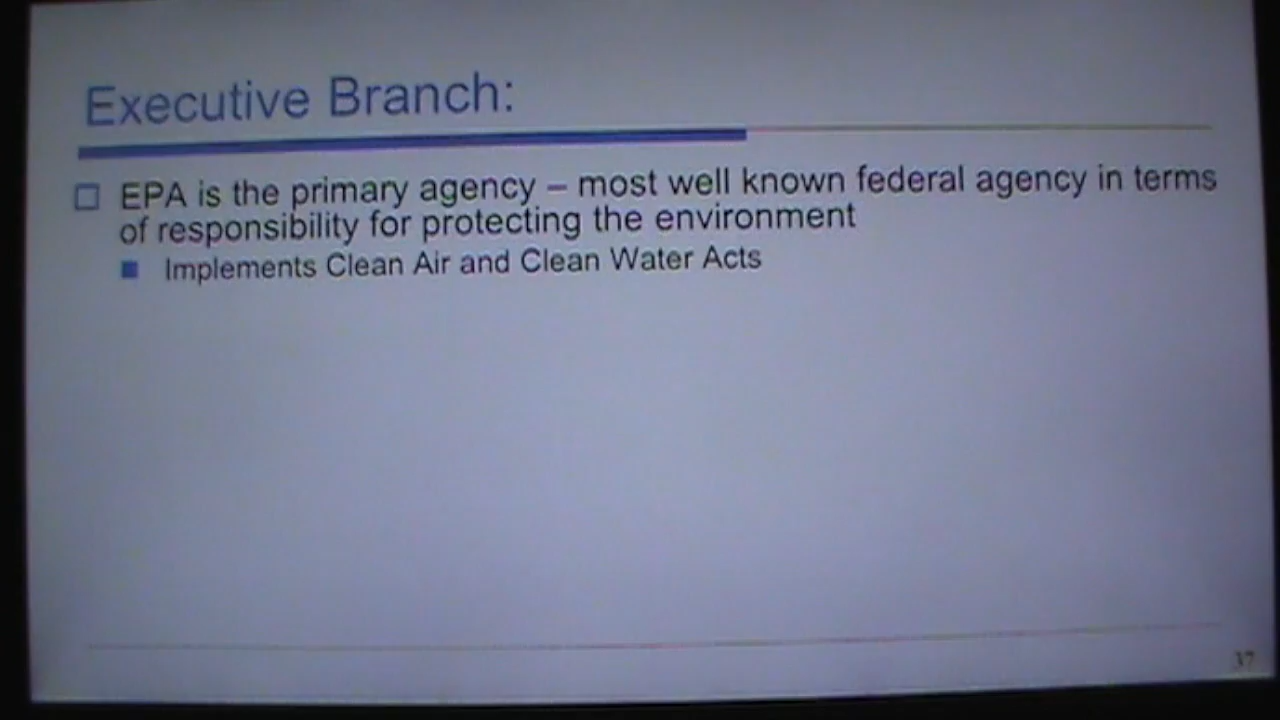 Executive Branch:
EPA is the primary agency – most well known federal agency in terms
of responsibility for protecting the environment
Implements Clean Air and Clean Water Acts
37